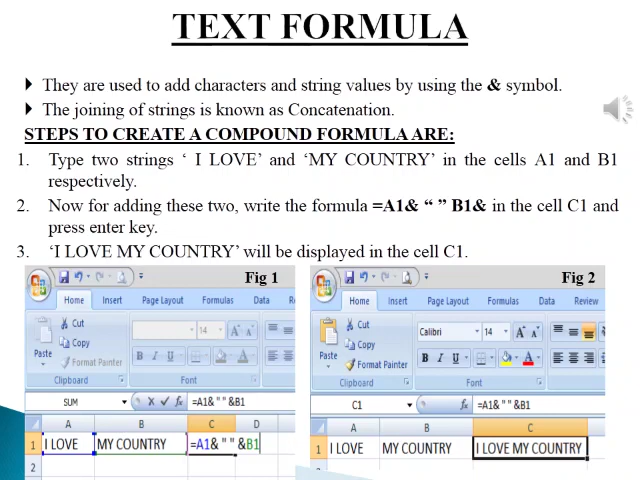 TEXT FORMULA
They are used to add characters and string values by using the & symbol.
The joining of strings is known as Concatenation.
STEPS TO CREATE A COMPOUND FORMULA ARE:
1. Type two strings ‘ I LOVE’ and ‘MY COUNTRY’ in the cells A1 and B1
respectively.
2. Now for adding these two, write the formula =A1& “ ” B1& in the cell C1 and
press enter key.
3. ‘I LOVE MY COUNTRY’ will be displayed in the cell C1.
Fig 1
Home Insert Page Layout Formulas Data
Cut
Copy
Paste
Format Painter
14 A A
B I U
Clipboard Font
SUM =A1& " " &B1
A B C D
1 I LOVE MY COUNTRY =A1& " " &B1
2
Fig 2
Home Insert Page Layout Formulas Data Review
Cut
Copy
Paste
Format Painter
Calibri 14 A A
B I U A
Clipboard Font
C1 fx =A1& " " &B1
A B C
1 I LOVE MY COUNTRY I LOVE MY COUNTRY